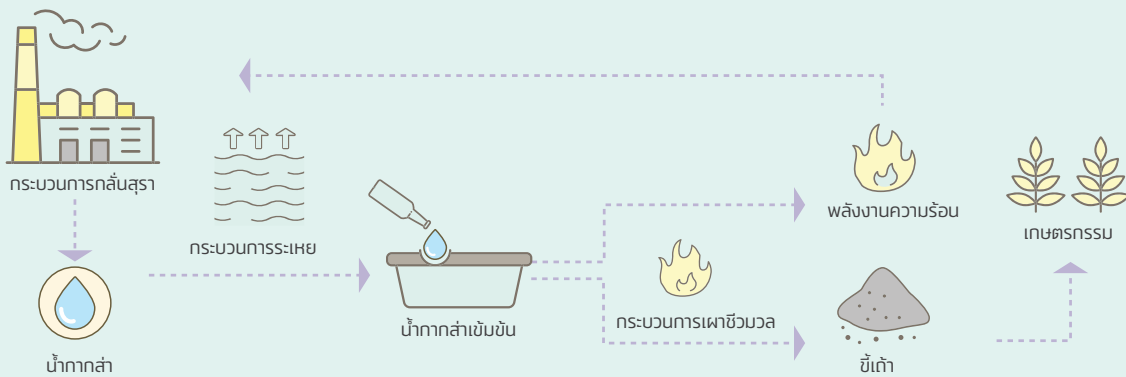 กระบวนการกลั่นสุรา
กระบวนการระเหย
พลังงานความร้อน
เกษตรกรรม
น้ำกากส่า
น้ำกากส่าเข้มข้น
กระบวนการเผาชีวมวล
ขี้เถ้า